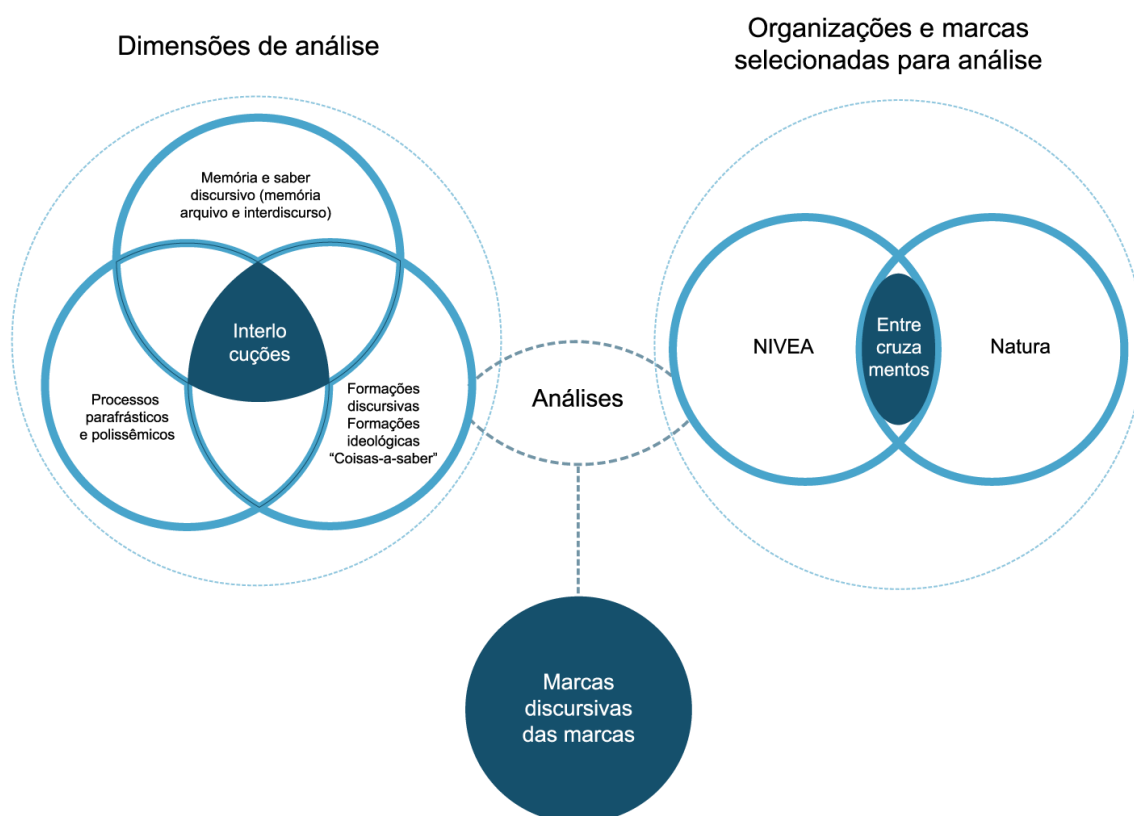 Dimensões de análise
Organizações e marcas
selecionadas para análise
Memória e saber
discursivo (memória
arquivo e interdiscurso)
Interlo
cuções
Processos
parafrásticos
e polissêmicos
Formações
discursivas
Formações
ideológicas
“Coisas-a-saber”
Análises
NIVEA
Entre
cruza
mentos
Natura
Marcas
discursivas
das marcas